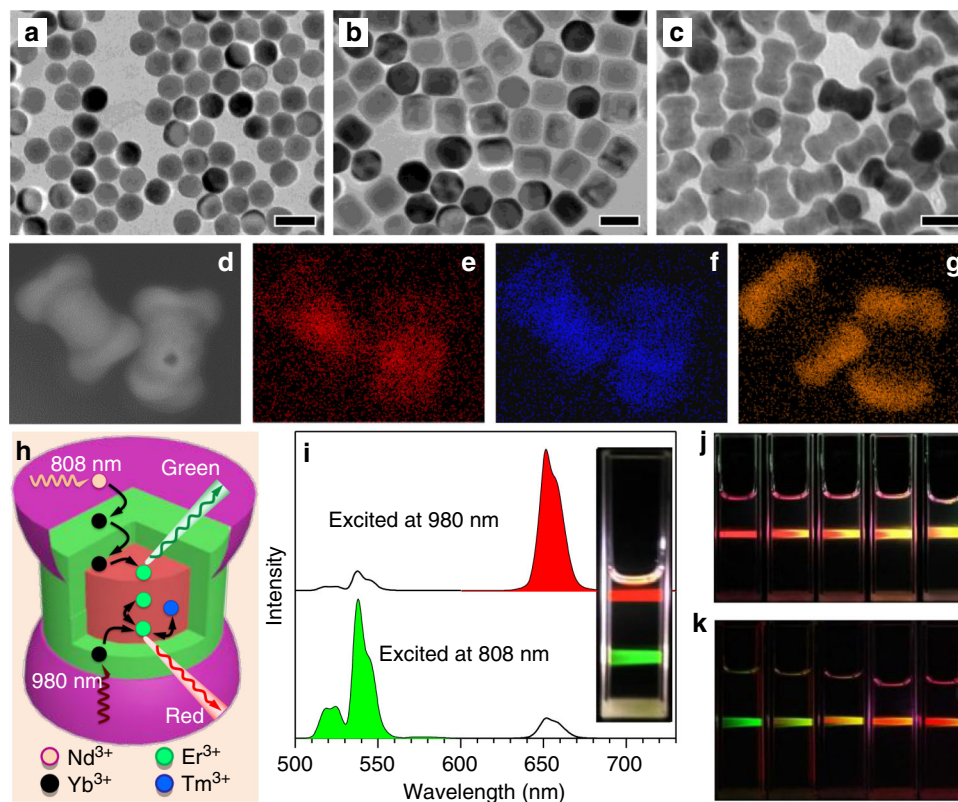 a
b
c
d
e
f
g
h
808 nm
Green
980 nm
Red
Nd³⁺
Er³⁺
Yb³⁺
Tm³⁺
i
Excited at 980 nm
Excited at 808 nm
Intensity
500
550
600
650
700
Wavelength (nm)
j
k